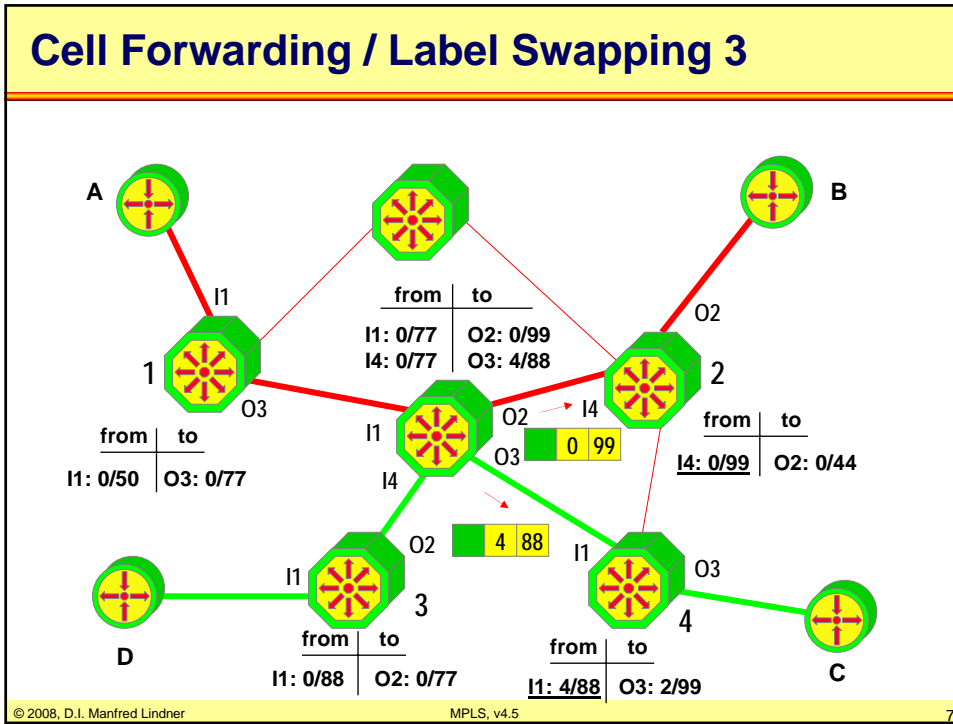 Cell Forwarding / Label Swapping 3
A
B
I1
from to
I1: 0/77 O2: 0/99
I4: 0/77 O3: 4/88
O2
1
2
O3
I1
O2
I4
O3
0 99
from to
I1: 0/50 O3: 0/77
from to
I4: 0/99 O2: 0/44
I4
4 88
O2
I1
I1
O3
3
4
D
C
from to
I1: 0/88 O2: 0/77
from to
I1: 4/88 O3: 2/99
© 2008, D.I. Manfred Lindner
MPLS, v4.5
7